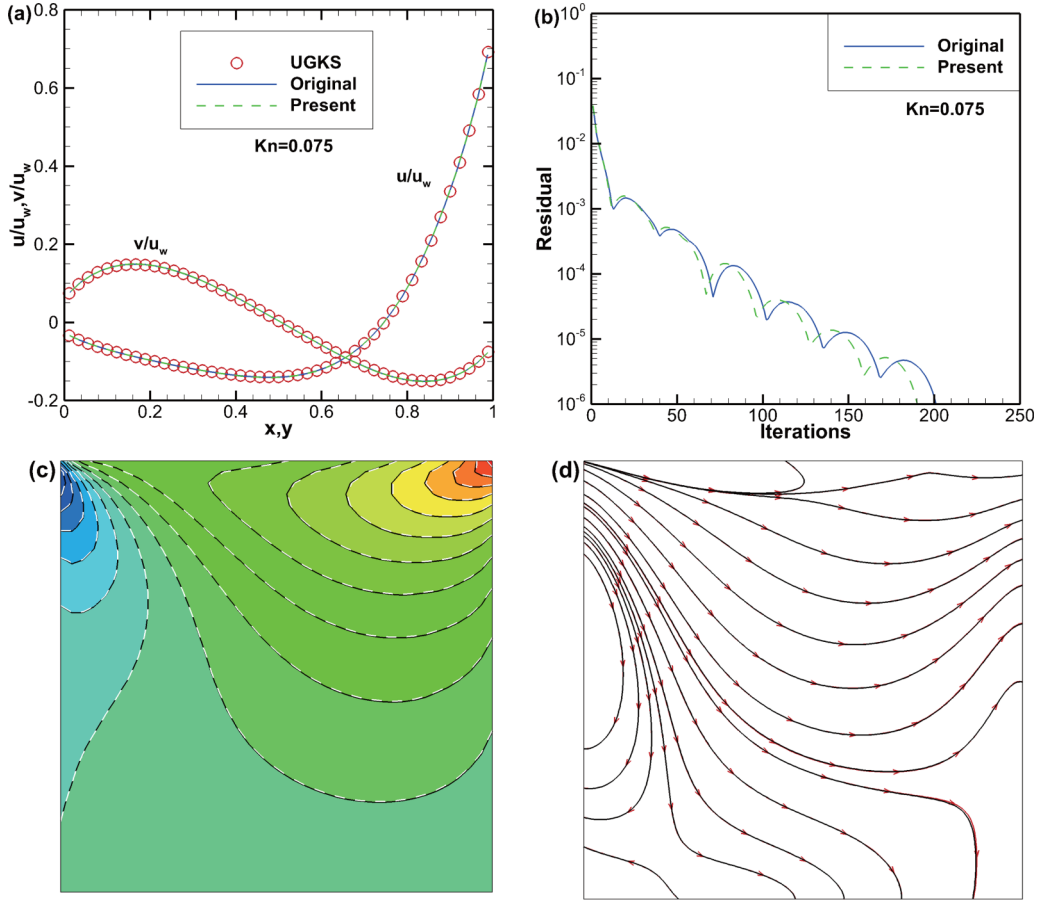 (a)
0.8
0.6
0.4
0.2
0
-0.2
u/u_w,v/u_w
UGKS
Original
Present
Kn=0.075
u/u_w
v/u_w
0
0.2
0.4
0.6
0.8
1
x,y
(b)
10^0
10^-1
10^-2
10^-3
10^-4
10^-5
10^-6
Residual
Original
Present
Kn=0.075
0
50
100
150
200
250
Iterations
(c)
(d)